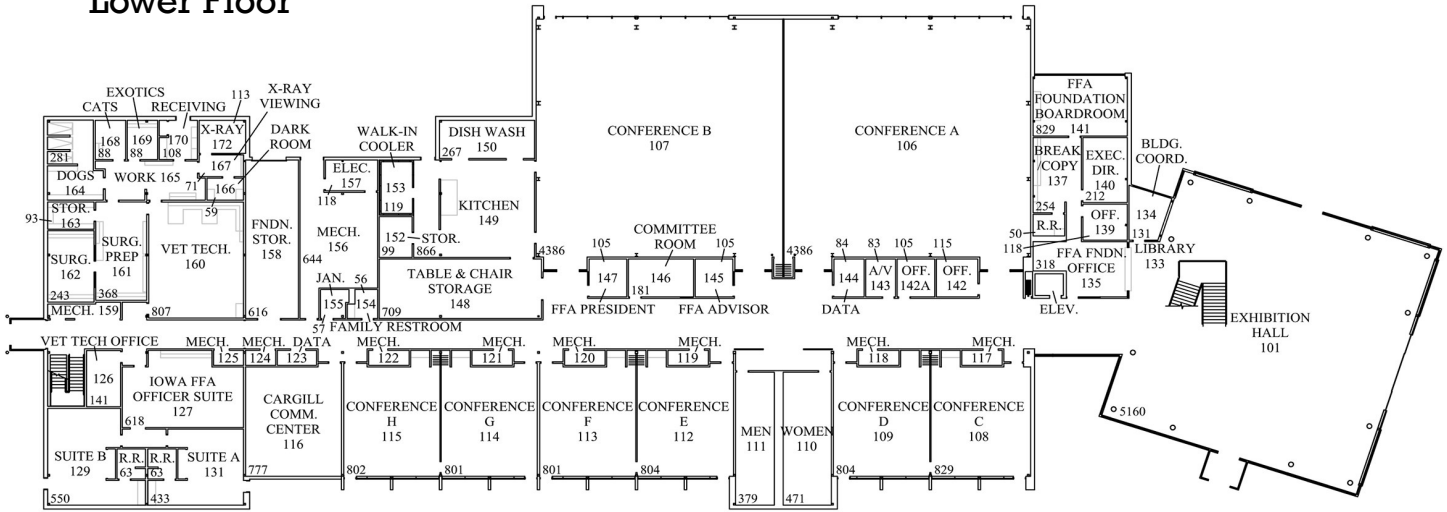 Lower Floor
EXOTICS
CATS
RECEIVING
113
X-RAY
VIEWING
DARK
ROOM
168
88
169
88
170
108
X-RAY
172
167
71
166
59
281
DOGS
164
WORK 165
93
STOR.
163
SURG.
162
243
SURG.
PREP
161
368
VET TECH.
160
807
MECH.
159
FNDN.
STOR.
158
616
644
ELEC.
157
118
MECH.
156
JAN.
155
57
56
154
FAMILY RESTROOM
WALK-IN
COOLER
153
119
152
99
STOR.
866
DISH WASH
150
267
KITCHEN
149
TABLE & CHAIR
STORAGE
148
709
CONFERENCE B
107
4386
CONFERENCE A
106
4386
COMMITTEE
ROOM
105
147
FFA PRESIDENT
146
181
105
145
FFA ADVISOR
84
144
DATA
83
A/V
143
105
OFF.
142A
115
OFF.
142
FFA
FOUNDATION
BOARDROOM
829
141
BREAK
/COPY
137
254
EXEC.
DIR.
140
212
BLDG.
COORD.
134
131
R.R.
50
118
OFF.
139
LIBRARY
133
318
FFA FNDN.
OFFICE
135
ELEV.
EXHIBITION
HALL
101
5160
VET TECH OFFICE
126
141
MECH.
125
MECH.
124
DATA
123
IOWA FFA
OFFICER SUITE
127
618
SUITE B
129
550
R.R.
63
R.R.
63
SUITE A
131
433
CARGILL
COMM.
CENTER
116
777
MECH.
122
CONFERENCE
H
115
802
MECH.
121
CONFERENCE
G
114
801
MECH.
120
CONFERENCE
F
113
801
MECH.
119
CONFERENCE
E
112
804
MEN
111
379
WOMEN
110
471
MECH.
118
CONFERENCE
D
109
804
MECH.
117
CONFERENCE
C
108
829